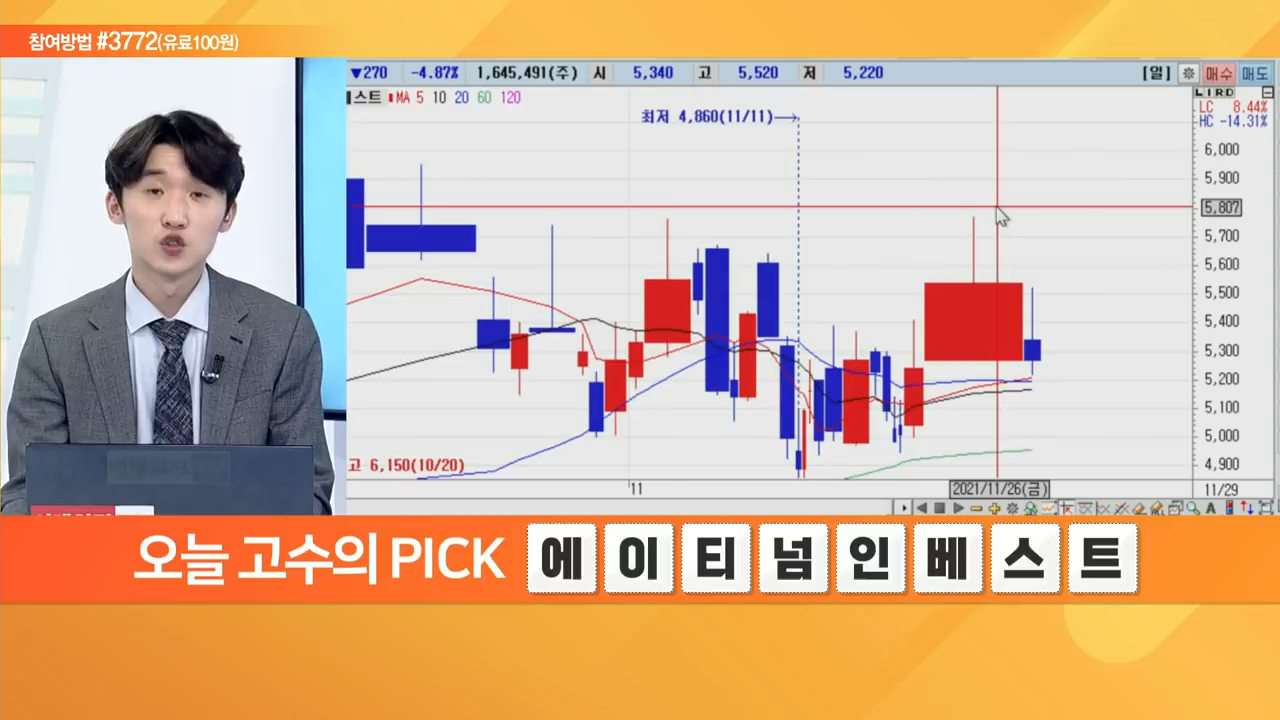 참여방법 #3772(유료100원)
▼270 -4.87% 1,645,491(주) 시 5,340 고 5,520 저 5,220 [일] 매수 매도
스트 MA 5 10 20 60 120
LIRD
LC 8.44%
HC -14.31%
최저 4,860(11/11)
6,000
5,900
5,807
5,700
5,600
5,500
5,400
5,300
5,200
5,100
5,000
4,900
고 6,150(10/20)
11 2021/11/26(금) 11/29
A
오늘 고수의 PICK 에이티넘인베스트